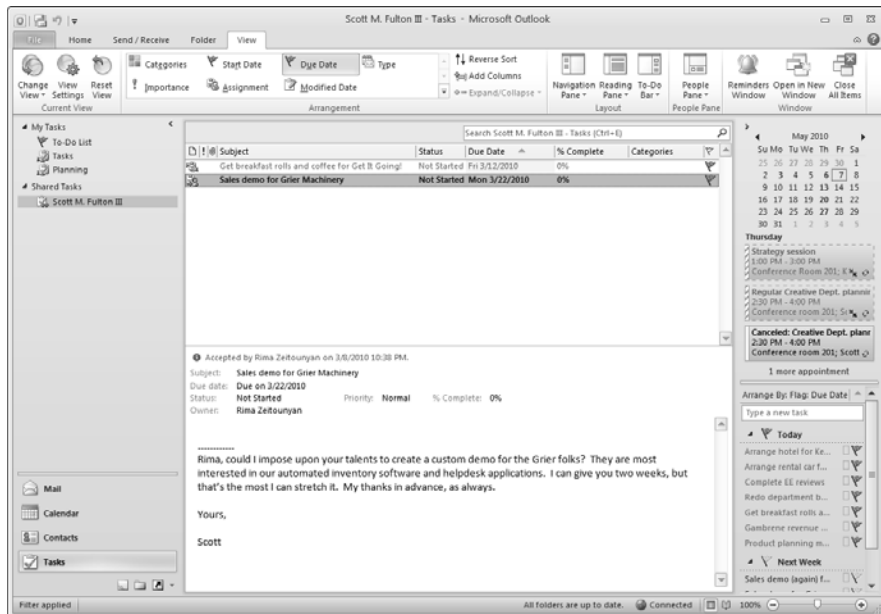 Scott M. Fulton III - Tasks - Microsoft Outlook
File Home Send / Receive Folder View
Change View
View Settings
Reset View
Current View
Categories Start Date Due Date Type
Importance Assignment Modified Date
Arrangement
Reverse Sort
Add Columns
Expand/Collapse
Navigation Pane
Reading Pane
To-Do Bar
Layout
People Pane
People Pane
Reminders Window
Open in New Window
Close All Items
Window
My Tasks
To-Do List
Tasks
Planning
Shared Tasks
Scott M. Fulton III
Search Scott M. Fulton III - Tasks (Ctrl+E)
Subject Status Due Date % Complete Categories
Get breakfast rolls and coffee for Get It Going! Not Started Fri 3/12/2010 0%
Sales demo for Grier Machinery Not Started Mon 3/22/2010 0%
Accepted by Rima Zeitounyan on 3/8/2010 10:38 PM.
Subject: Sales demo for Grier Machinery
Due date: Due on 3/22/2010
Status: Not Started Priority: Normal % Complete: 0%
Owner: Rima Zeitounyan
------------
Rima, could I impose upon your talents to create a custom demo for the Grier folks? They are most
interested in our automated inventory software and helpdesk applications. I can give you two weeks, but
that's the most I can stretch it. My thanks in advance, as always.
Yours,
Scott
May 2010
Su Mo Tu We Th Fr Sa
25 26 27 28 29 30 1
2 3 4 5 6 7 8
9 10 11 12 13 14 15
16 17 18 19 20 21 22
23 24 25 26 27 28 29
30 31 1 2 3 4 5
Thursday
Strategy session
1:00 PM - 3:00 PM
Conference Room 201; K
Regular Creative Dept. plannin
2:30 PM - 4:00 PM
Conference room 201; Sc
Canceled: Creative Dept. plann
2:30 PM - 4:00 PM
Conference room 201; Scott
1 more appointment
Arrange By: Flag: Due Date
Type a new task
Today
Arrange hotel for Ke...
Arrange rental car f...
Complete EE reviews
Redo department b...
Get breakfast rolls a...
Gambrene revenue ...
Product planning m...
Next Week
Sales demo (again) f...
Mail
Calendar
Contacts
Tasks
Filter applied All folders are up to date. Connected 100%